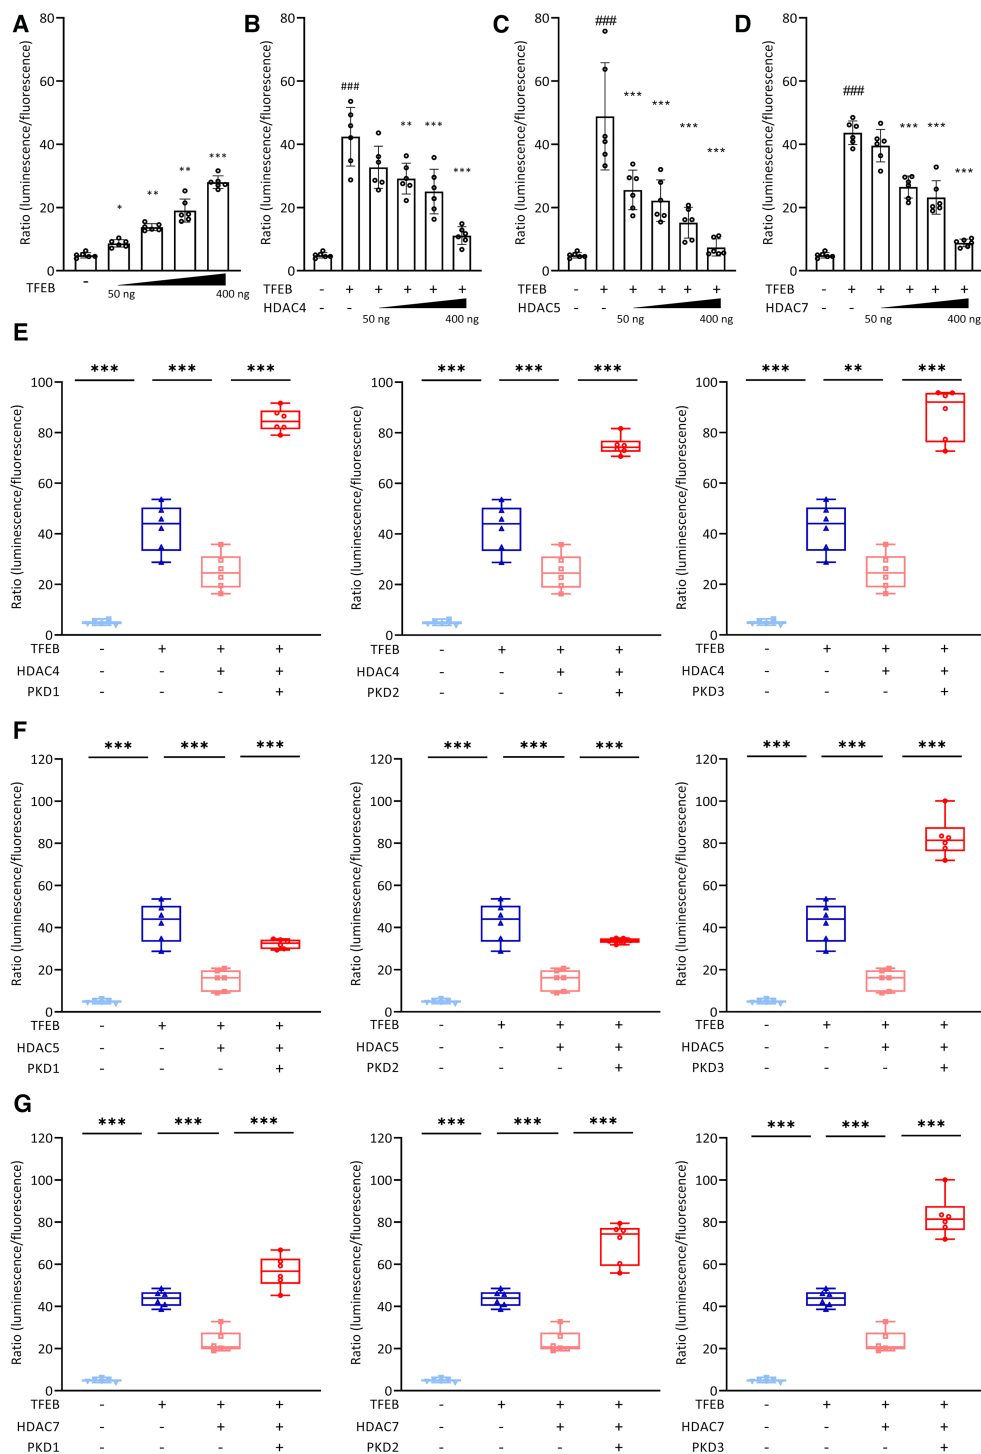 A
Ratio (luminescence/fluorescence)
80
60
40
20
0
* ** ** ***
TFEB -
50 ng 400 ng
B
Ratio (luminescence/fluorescence)
80
60
40
20
0
### ** *** ***
TFEB - + + + + +
HDAC4 - -
50 ng 400 ng
C
Ratio (luminescence/fluorescence)
80
60
40
20
0
### *** *** *** ***
TFEB - + + + + +
HDAC5 - -
50 ng 400 ng
D
Ratio (luminescence/fluorescence)
80
60
40
20
0
### *** *** ***
TFEB - + + + + +
HDAC7 - -
50 ng 400 ng
E
Ratio (luminescence/fluorescence)
100
80
60
40
20
0
*** *** ***
TFEB - + + +
HDAC4 - - + +
PKD1 - - - +
Ratio (luminescence/fluorescence)
100
80
60
40
20
0
*** *** ***
TFEB - + + +
HDAC4 - - + +
PKD2 - - - +
Ratio (luminescence/fluorescence)
100
80
60
40
20
0
*** ** ***
TFEB - + + +
HDAC4 - - + +
PKD3 - - - +
F
Ratio (luminescence/fluorescence)
120
100
80
60
40
20
0
*** *** ***
TFEB - + + +
HDAC5 - - + +
PKD1 - - - +
Ratio (luminescence/fluorescence)
120
100
80
60
40
20
0
*** *** ***
TFEB - + + +
HDAC5 - - + +
PKD2 - - - +
Ratio (luminescence/fluorescence)
120
100
80
60
40
20
0
*** *** ***
TFEB - + + +
HDAC5 - - + +
PKD3 - - - +
G
Ratio (luminescence/fluorescence)
120
100
80
60
40
20
0
*** *** ***
TFEB - + + +
HDAC7 - - + +
PKD1 - - - +
Ratio (luminescence/fluorescence)
120
100
80
60
40
20
0
*** *** ***
TFEB - + + +
HDAC7 - - + +
PKD2 - - - +
Ratio (luminescence/fluorescence)
120
100
80
60
40
20
0
*** *** ***
TFEB - + + +
HDAC7 - - + +
PKD3 - - - +